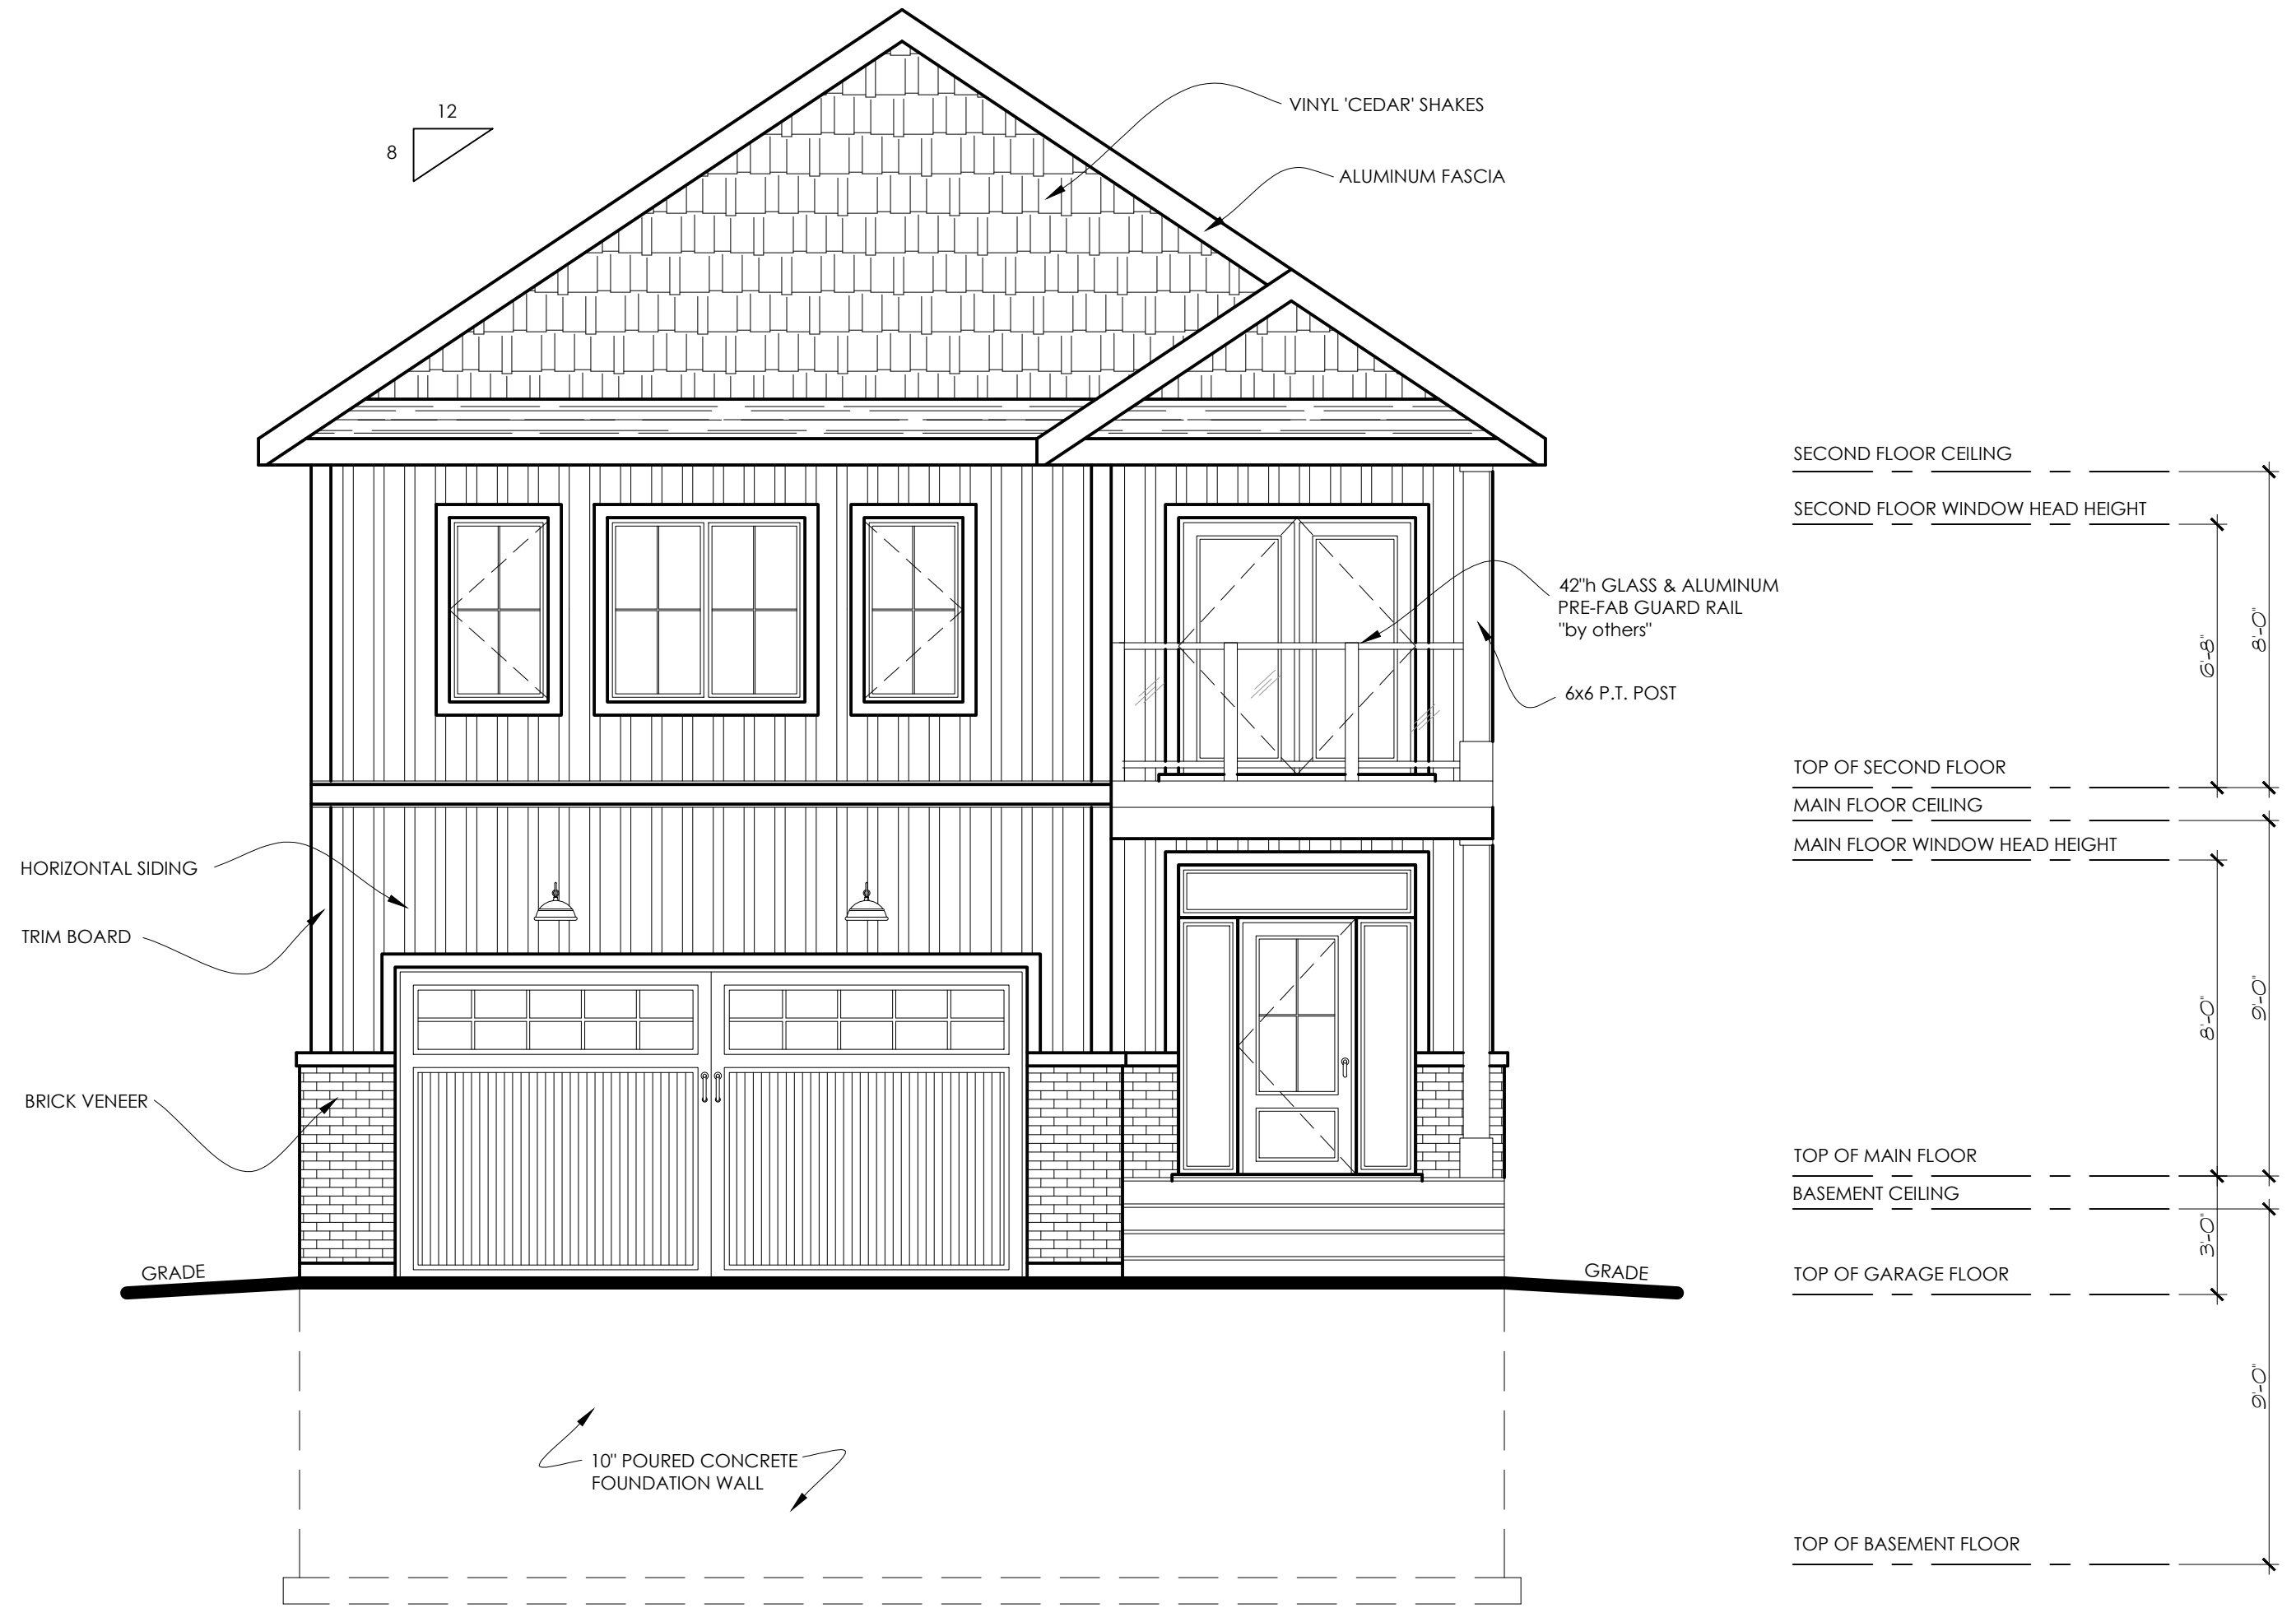 12
8
VINYL 'CEDAR' SHAKES
ALUMINUM FASCIA
SECOND FLOOR CEILING
SECOND FLOOR WINDOW HEAD HEIGHT
42"h GLASS & ALUMINUM
PRE-FAB GUARD RAIL
"by others"
6'-8"
8'-0"
6x6 P.T. POST
TOP OF SECOND FLOOR
MAIN FLOOR CEILING
MAIN FLOOR WINDOW HEAD HEIGHT
HORIZONTAL SIDING
TRIM BOARD
8'-0"
9'-0"
BRICK VENEER
TOP OF MAIN FLOOR
BASEMENT CEILING
3'-0"
GRADE
GRADE
TOP OF GARAGE FLOOR
9'-0"
10" POURED CONCRETE
FOUNDATION WALL
TOP OF BASEMENT FLOOR